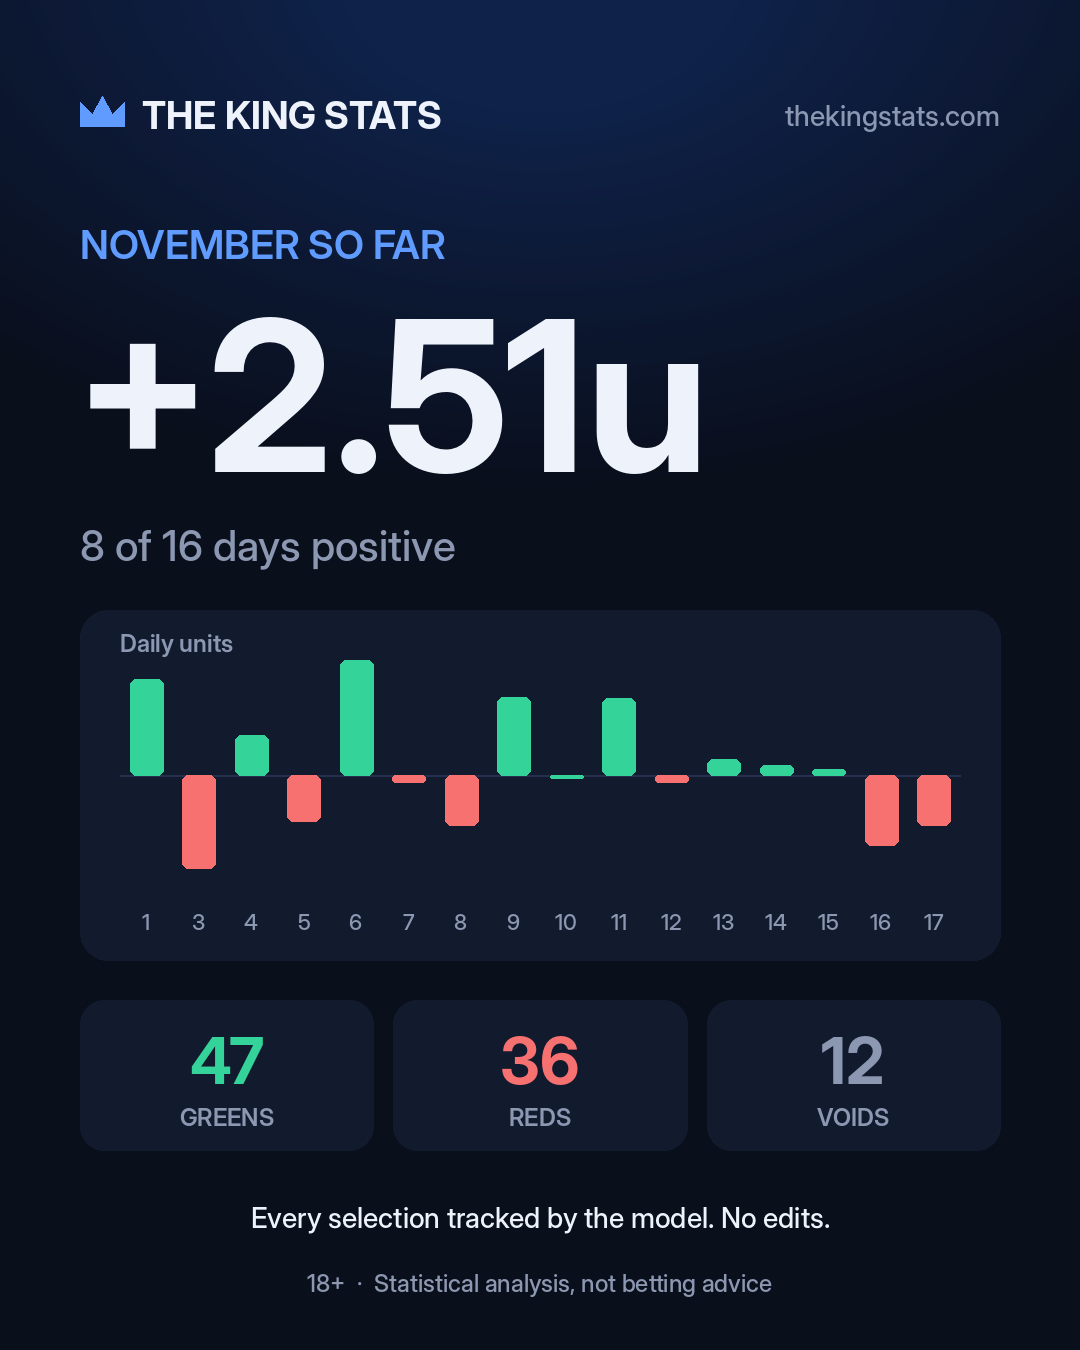 THE KING STATS
thekingstats.com
NOVEMBER SO FAR
+2.51u
8 of 16 days positive
Daily units
1 3 4 5 6 7 8 9 10 11 12 13 14 15 16 17
47
GREENS
36
REDS
12
VOIDS
Every selection tracked by the model. No edits.
18+ · Statistical analysis, not betting advice